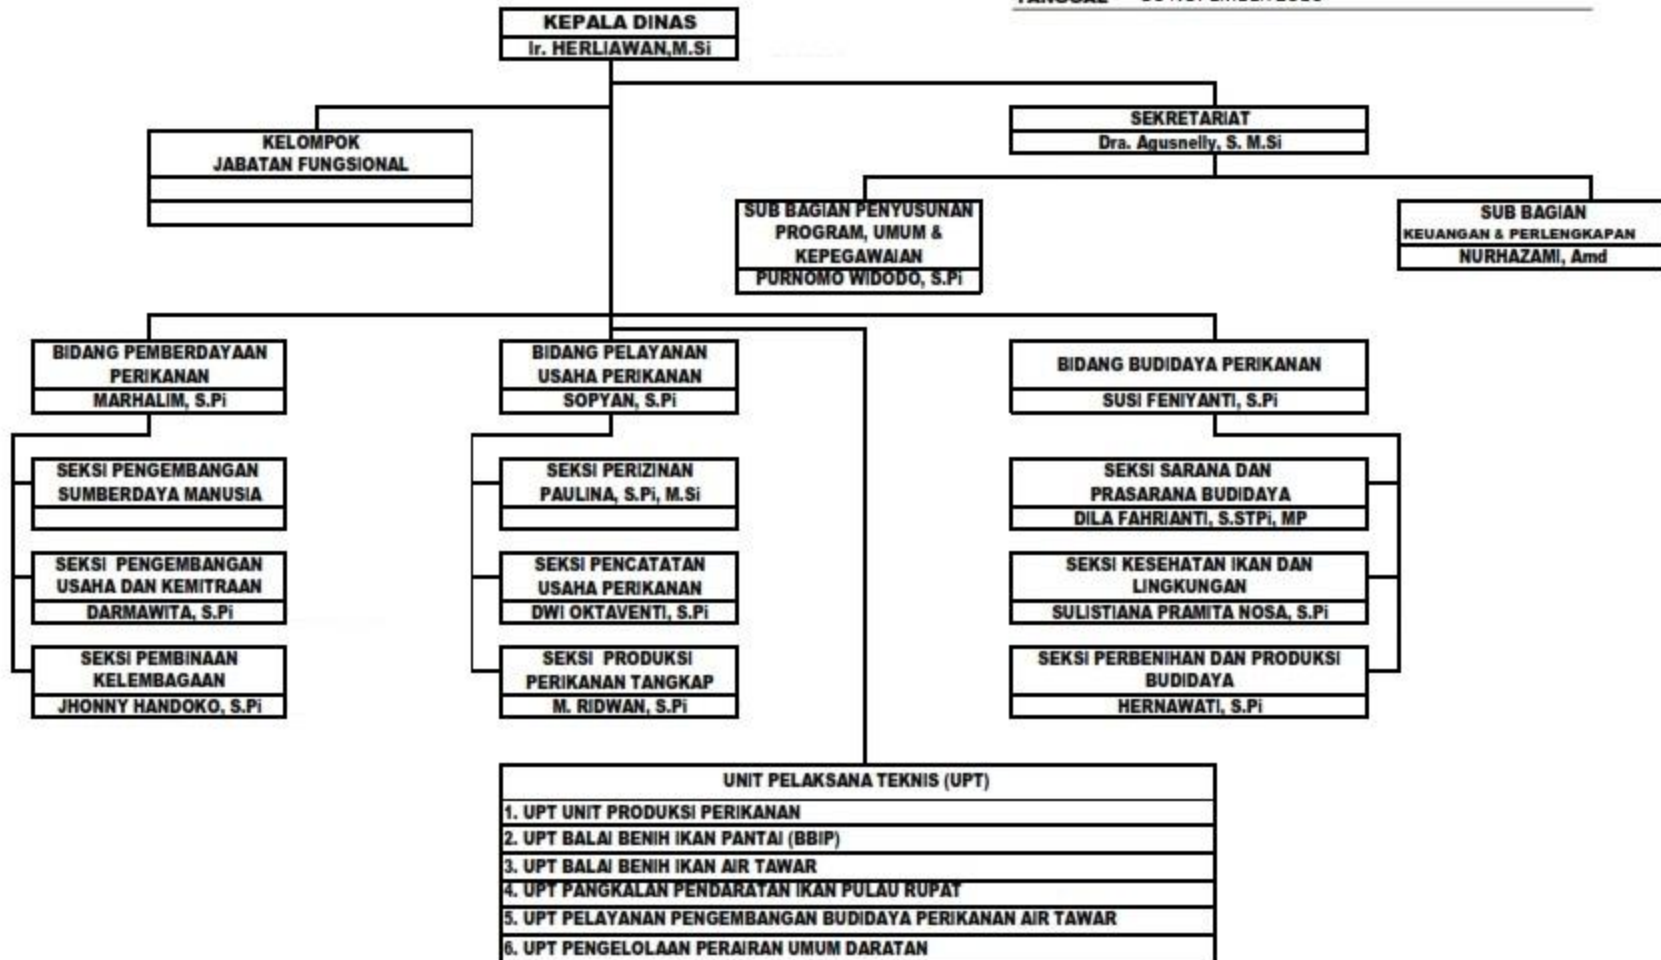 KEPALA DINAS
Ir. HERLIAWAN,M.Si
SEKRETARIAT
Dra. Agusnelly, S. M.Si
KELOMPOK
JABATAN FUNGSIONAL
SUB BAGIAN PENYUSUNAN
PROGRAM, UMUM &
KEPEGAWAIAN
PURNOMO WIDODO, S.Pi
SUB BAGIAN
KEUANGAN & PERLENGKAPAN
NURHAZAMI, Amd
BIDANG PEMBERDAYAAN
PERIKANAN
MARHALIM, S.Pi
BIDANG PELAYANAN
USAHA PERIKANAN
SOPYAN, S.Pi
BIDANG BUDIDAYA PERIKANAN
SUSI FENIYANTI, S.Pi
SEKSI PENGEMBANGAN
SUMBERDAYA MANUSIA
SEKSI PERIZINAN
PAULINA, S.Pi, M.Si
SEKSI SARANA DAN
PRASARANA BUDIDAYA
DILA FAHRIANTI, S.STPi, MP
SEKSI PENGEMBANGAN
USAHA DAN KEMITRAAN
DARMAWITA, S.Pi
SEKSI PENCATATAN
USAHA PERIKANAN
DWI OKTAVENTI, S.Pi
SEKSI KESEHATAN IKAN DAN
LINGKUNGAN
SULISTIANA PRAMITA NOSA, S.Pi
SEKSI PEMBINAAN
KELEMBAGAAN
JHONNY HANDOKO, S.Pi
SEKSI PRODUKSI
PERIKANAN TANGKAP
M. RIDWAN, S.Pi
SEKSI PERBENIHAN DAN PRODUKSI
BUDIDAYA
HERNAWATI, S.Pi
UNIT PELAKSANA TEKNIS (UPT)
1. UPT UNIT PRODUKSI PERIKANAN
2. UPT BALAI BENIH IKAN PANTAI (BBIP)
3. UPT BALAI BENIH IKAN AIR TAWAR
4. UPT PANGKALAN PENDARATAN IKAN PULAU RUPAT
5. UPT PELAYANAN PENGEMBANGAN BUDIDAYA PERIKANAN AIR TAWAR
6. UPT PENGELOLAAN PERAIRAN UMUM DARATAN